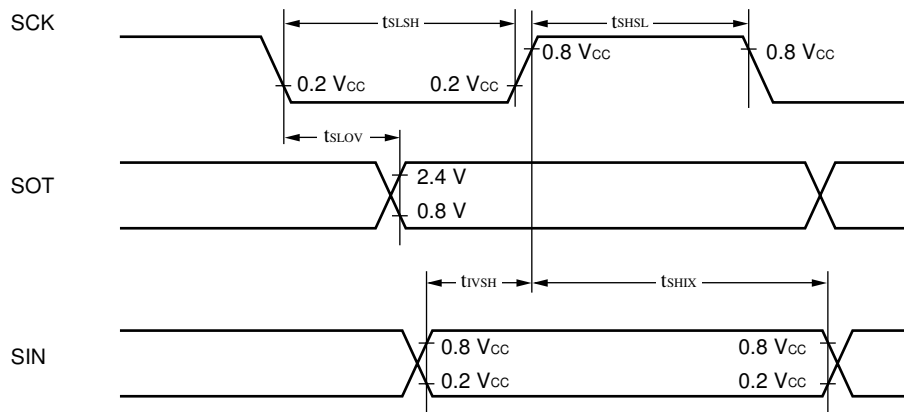 SCK
tSLSH
tSHSL
0.2 VCC
0.2 VCC
0.8 VCC
0.8 VCC
tSLOV
SOT
2.4 V
0.8 V
tIVSH
tSHIX
SIN
0.8 VCC
0.8 VCC
0.2 VCC
0.2 VCC